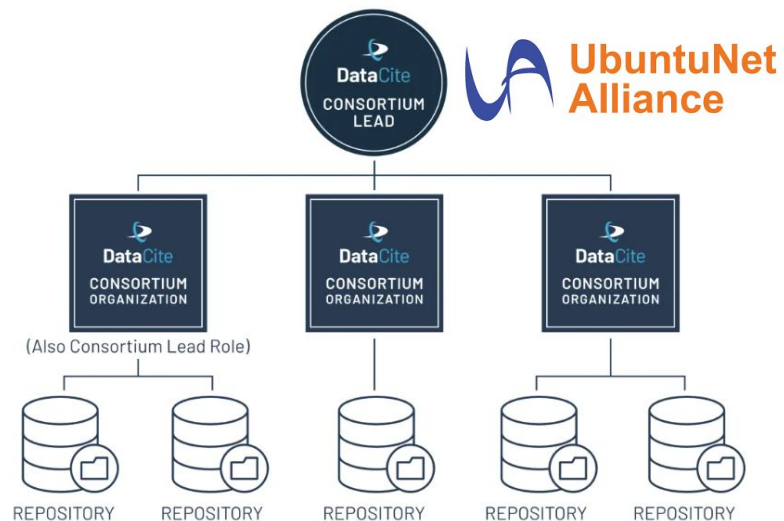 DataCite
CONSORTIUM
LEAD
UbuntuNet
Alliance
DataCite
CONSORTIUM
ORGANIZATION
(Also Consortium Lead Role)
DataCite
CONSORTIUM
ORGANIZATION
DataCite
CONSORTIUM
ORGANIZATION
REPOSITORY
REPOSITORY
REPOSITORY
REPOSITORY
REPOSITORY